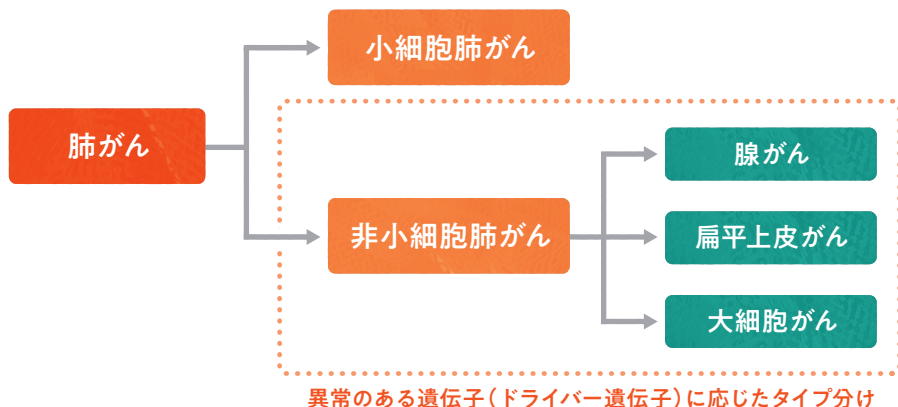 小細胞肺がん
肺がん
非小細胞肺がん
腺がん
扁平上皮がん
大細胞がん
異常のある遺伝子(ドライバー遺伝子)に応じたタイプ分け